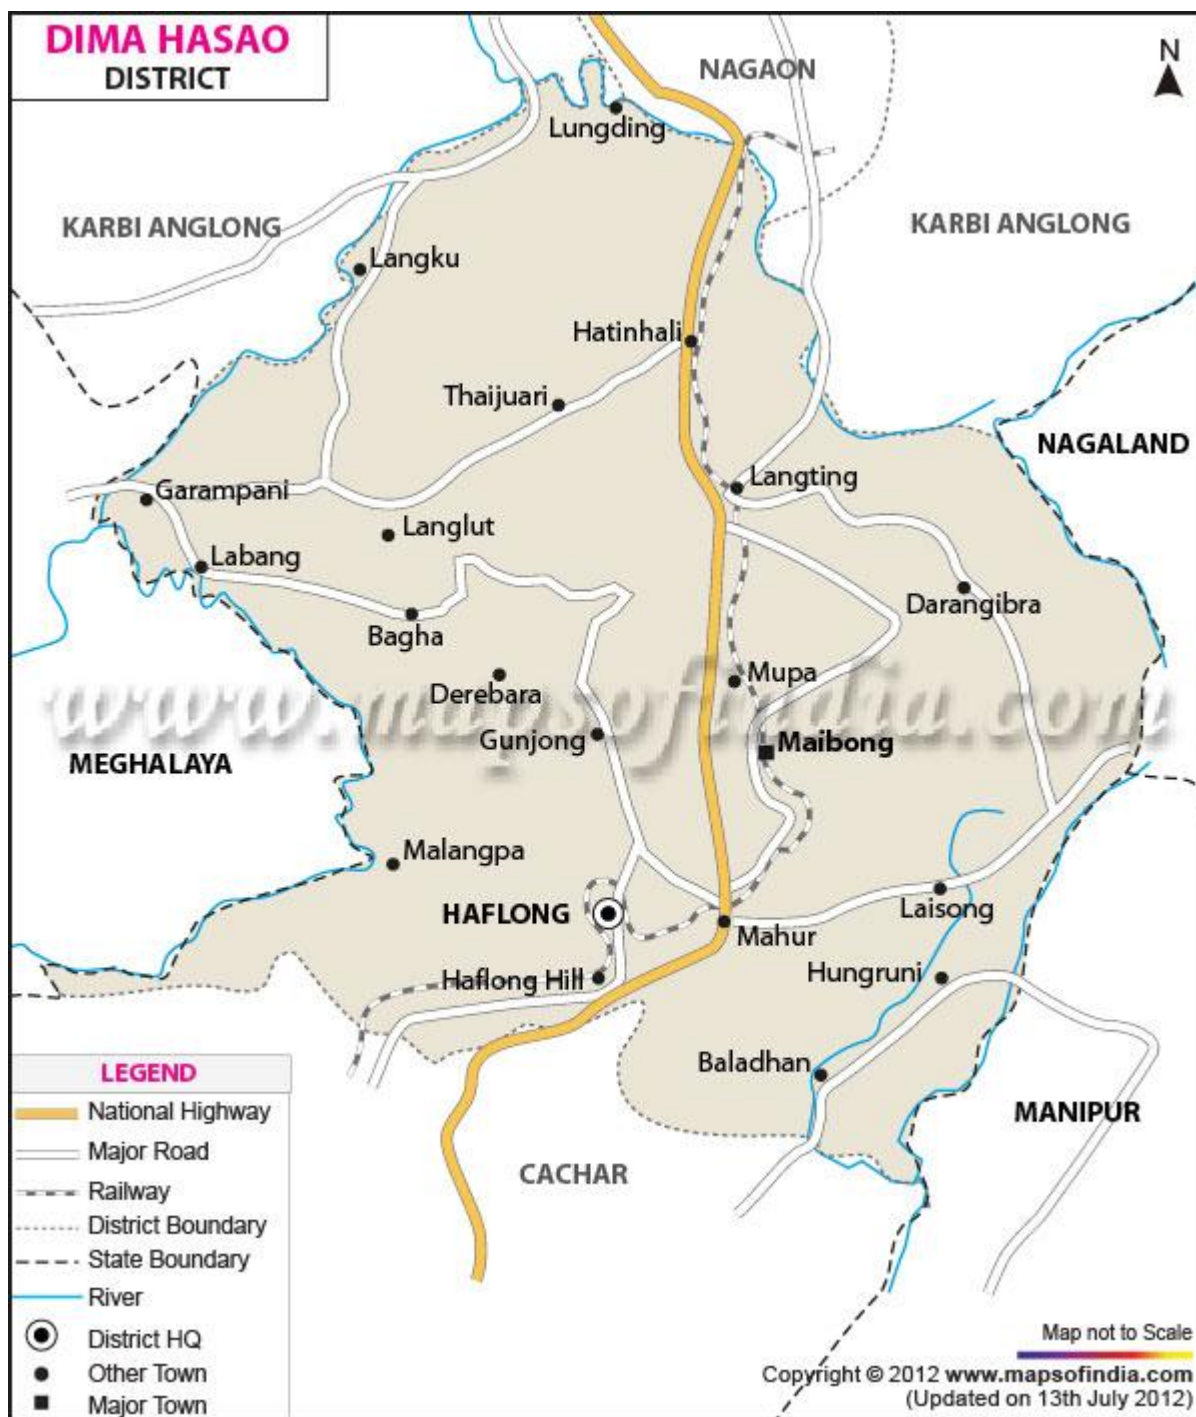 DIMA HASAO
DISTRICT
N
NAGAON
Lungding
KARBI ANGLONG
KARBI ANGLONG
Langku
Hatinhali
Thaijuari
NAGALAND
Langting
Garampani
Langlut
Labang
Darangibra
Bagha
Mupa
Derebara
www.mapsofindia.com
Gunjong
Maibong
MEGHALAYA
Malangpa
HAFLONG
Laisong
Mahur
Haflong Hill
Hungruni
Baladhan
MANIPUR
CACHAR
LEGEND
National Highway
Major Road
Railway
District Boundary
State Boundary
River
District HQ
Other Town
Major Town
Map not to Scale
Copyright © 2012 www.mapsofindia.com
(Updated on 13th July 2012)